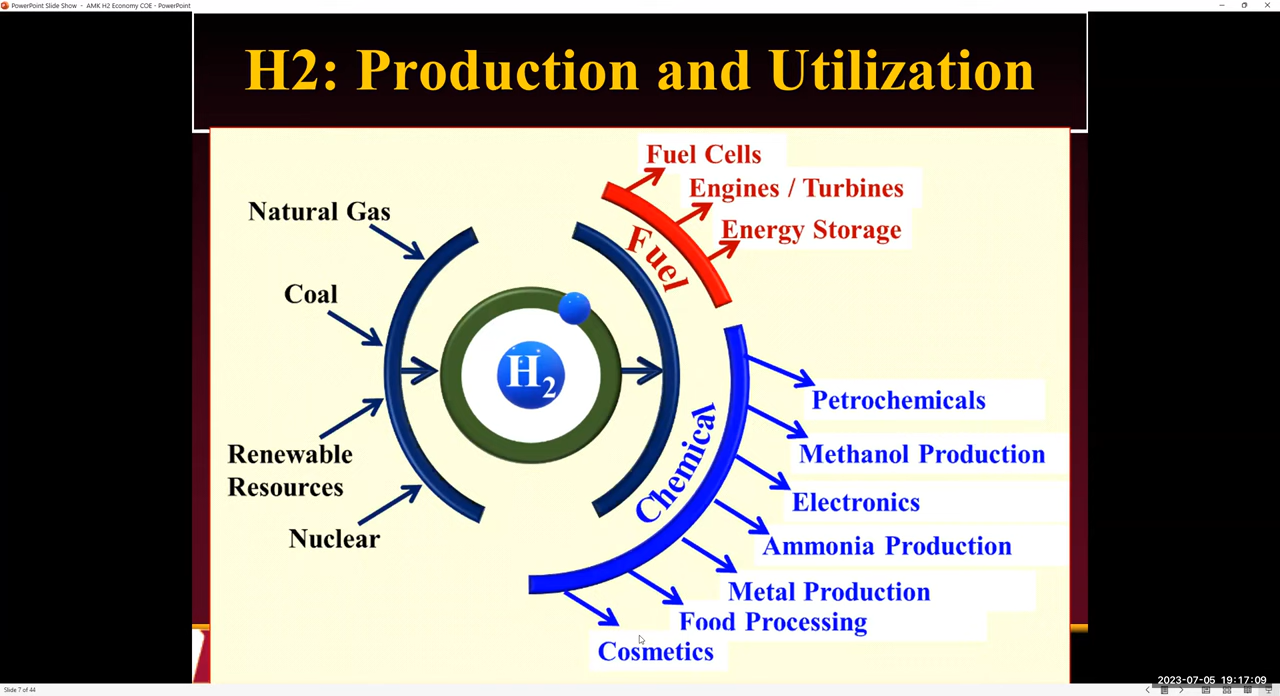 PowerPoint Slide Show - AMK H2 Economy COE - PowerPoint
H2: Production and Utilization
Fuel Cells
Engines / Turbines
Energy Storage
Fuel
Natural Gas
Coal
Renewable
Resources
Nuclear
H2
Chemical
Petrochemicals
Methanol Production
Electronics
Ammonia Production
Metal Production
Food Processing
Cosmetics
2023-07-05 19:17:09
Slide 7 of 44